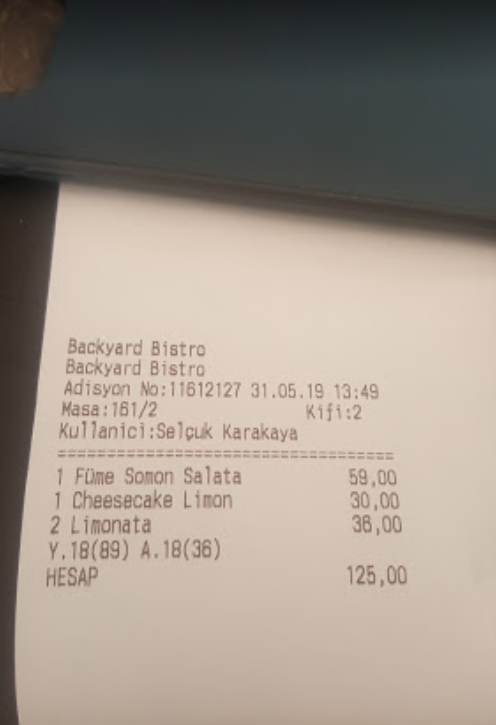 Backyard Bistro
Backyard Bistro
Adisyon No:11612127 31.05.19 13:49
Masa:161/2 Kifi:2
Kullanici:Selçuk Karakaya
==================================
1 Füme Somon Salata 59,00
1 Cheesecake Limon 30,00
2 Limonata 36,00
Y.18(89) A.18(36)
HESAP 125,00